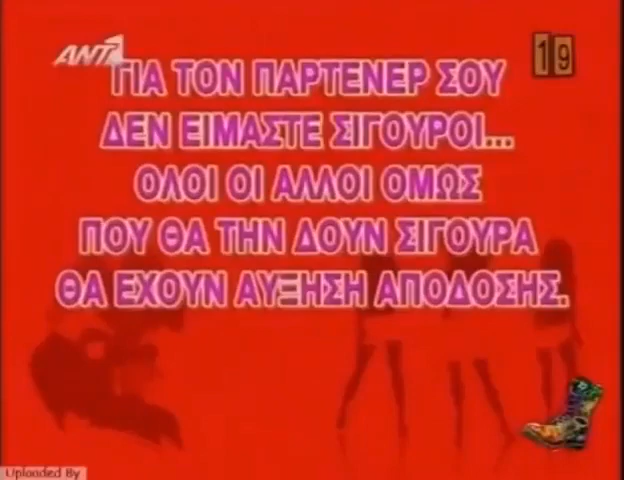 ANT1
19
ΓΙΑ ΤΟΝ ΠΑΡΤΕΝΕΡ ΣΟΥ
ΔΕΝ ΕΙΜΑΣΤΕ ΣΙΓΟΥΡΟΙ...
ΟΛΟΙ ΟΙ ΑΛΛΟΙ ΟΜΩΣ
ΠΟΥ ΘΑ ΤΗΝ ΔΟΥΝ ΣΙΓΟΥΡΑ
ΘΑ ΕΧΟΥΝ ΑΥΞΗΣΗ ΑΠΟΔΟΣΗΣ.
Uploaded By